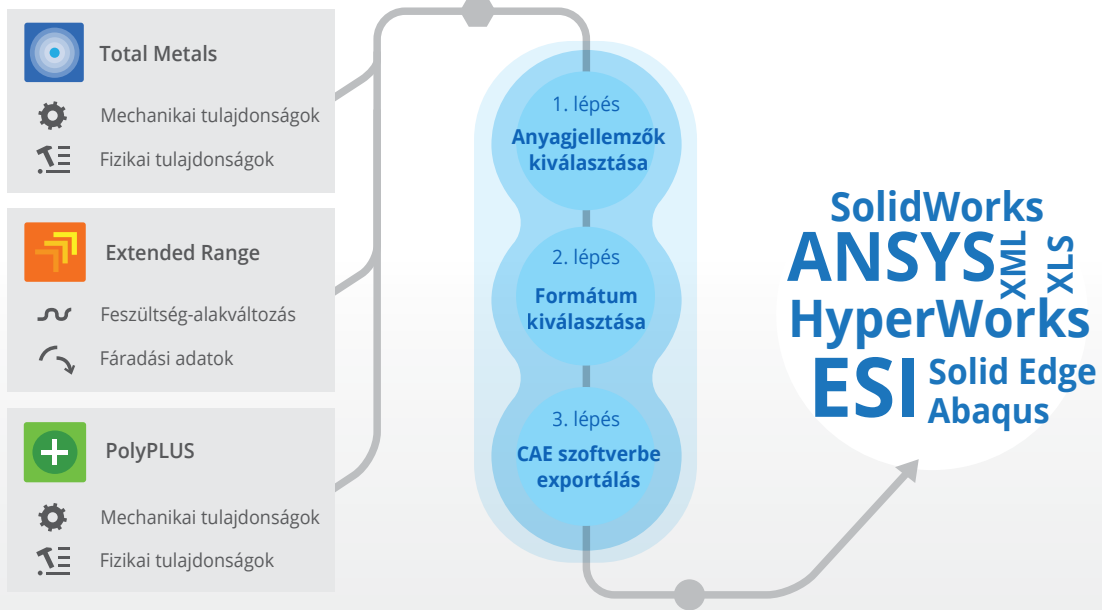 Total Metals
Mechanikai tulajdonságok
Fizikai tulajdonságok
Extended Range
Feszültség-alakváltozás
Fáradási adatok
PolyPLUS
Mechanikai tulajdonságok
Fizikai tulajdonságok
1. lépés
Anyagjellemzők
kiválasztása
2. lépés
Formátum
kiválasztása
3. lépés
CAE szoftverbe
exportálás
SolidWorks
ANSYS
XML
XLS
HyperWorks
ESI
Solid Edge
Abaqus